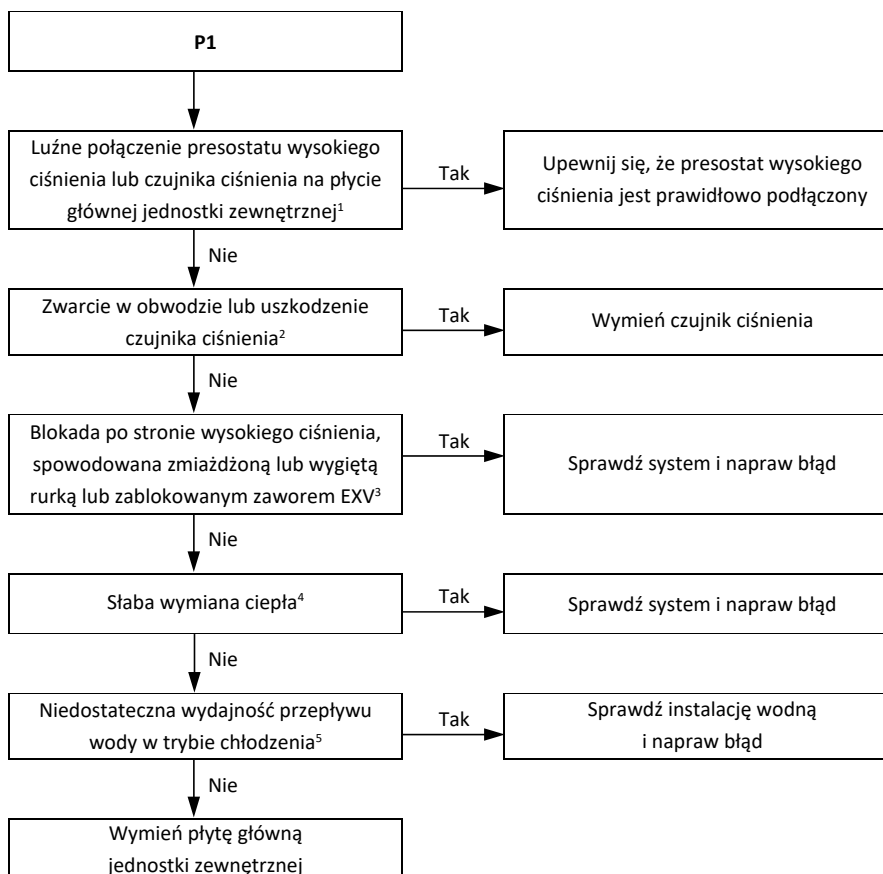 P1
Luźne połączenie presostatu wysokiego
ciśnienia lub czujnika ciśnienia na płycie
głównej jednostki zewnętrznej¹
Tak
Upewnij się, że presostat wysokiego
ciśnienia jest prawidłowo podłączony
Nie
Zwarcie w obwodzie lub uszkodzenie
czujnika ciśnienia²
Tak
Wymień czujnik ciśnienia
Nie
Blokada po stronie wysokiego ciśnienia,
spowodowana zmiażdżoną lub wygiętą
rurką lub zablokowanym zaworem EXV³
Tak
Sprawdź system i napraw błąd
Nie
Słaba wymiana ciepła⁴
Tak
Sprawdź system i napraw błąd
Nie
Niedostateczna wydajność przepływu
wody w trybie chłodzenia⁵
Tak
Sprawdź instalację wodną
i napraw błąd
Nie
Wymień płytę główną
jednostki zewnętrznej